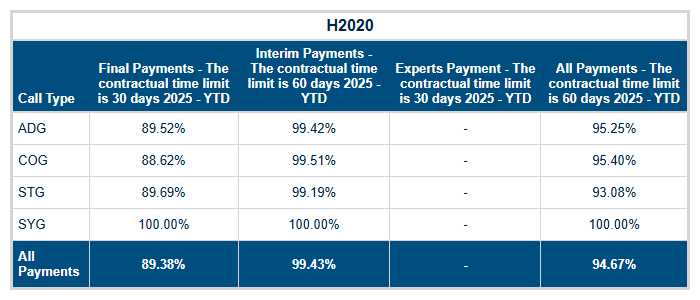 H2020
Call Type
Final Payments - The
contractual time limit
is 30 days 2025 - YTD
Interim Payments -
The contractual time
limit is 60 days 2025 -
YTD
Experts Payment - The
contractual time limit
is 30 days 2025 - YTD
All Payments - The
contractual time limit
is 60 days 2025 - YTD
ADG 89.52% 99.42% - 95.25%
COG 88.62% 99.51% - 95.40%
STG 89.69% 99.19% - 93.08%
SYG 100.00% 100.00% - 100.00%
All
Payments
89.38% 99.43% - 94.67%